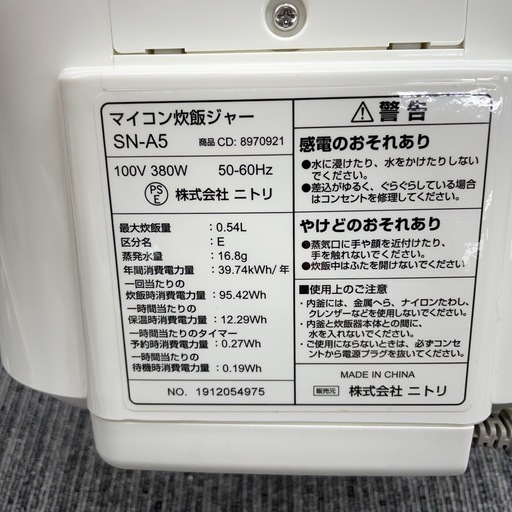 マイコン炊飯ジャー
SN-A5 商品CD: 8970921
100V 380W 50-60Hz
PS
E
株式会社 ニトリ
最大炊飯量 : 0.54L
区分名 : E
蒸発水量 : 16.8g
年間消費電力量 : 39.74kWh/年
一回当たりの
炊飯時消費電力量 : 95.42Wh
一時間当たりの
保温時消費電力量 : 12.29Wh
一時間当たりのタイマー
予約時消費電力量 : 0.27Wh
一時間当たりの
待機時消費電力量 : 0.19Wh
NO. 1912054975
警告
感電のおそれあり
●水に浸けたり、水をかけたりしない
でください。
●差込がゆるく、ぐらぐらしている場合
はコンセントを修理してください。
やけどのおそれあり
●蒸気口に手や顔を近付けたり、
手を触れないでください。
●炊飯中はふたを開けないでください。
■使用上のご注意
・内釜には、金属へら、ナイロンたわし、
クレンザーなどを使用しないでください。
・内釜と炊飯器本体との間に、
水を入れないでください。
・ご使用にならないときは、必ずコンセ
ントから電源プラグを抜いてください。
MADE IN CHINA
販売元 株式会社 ニトリ